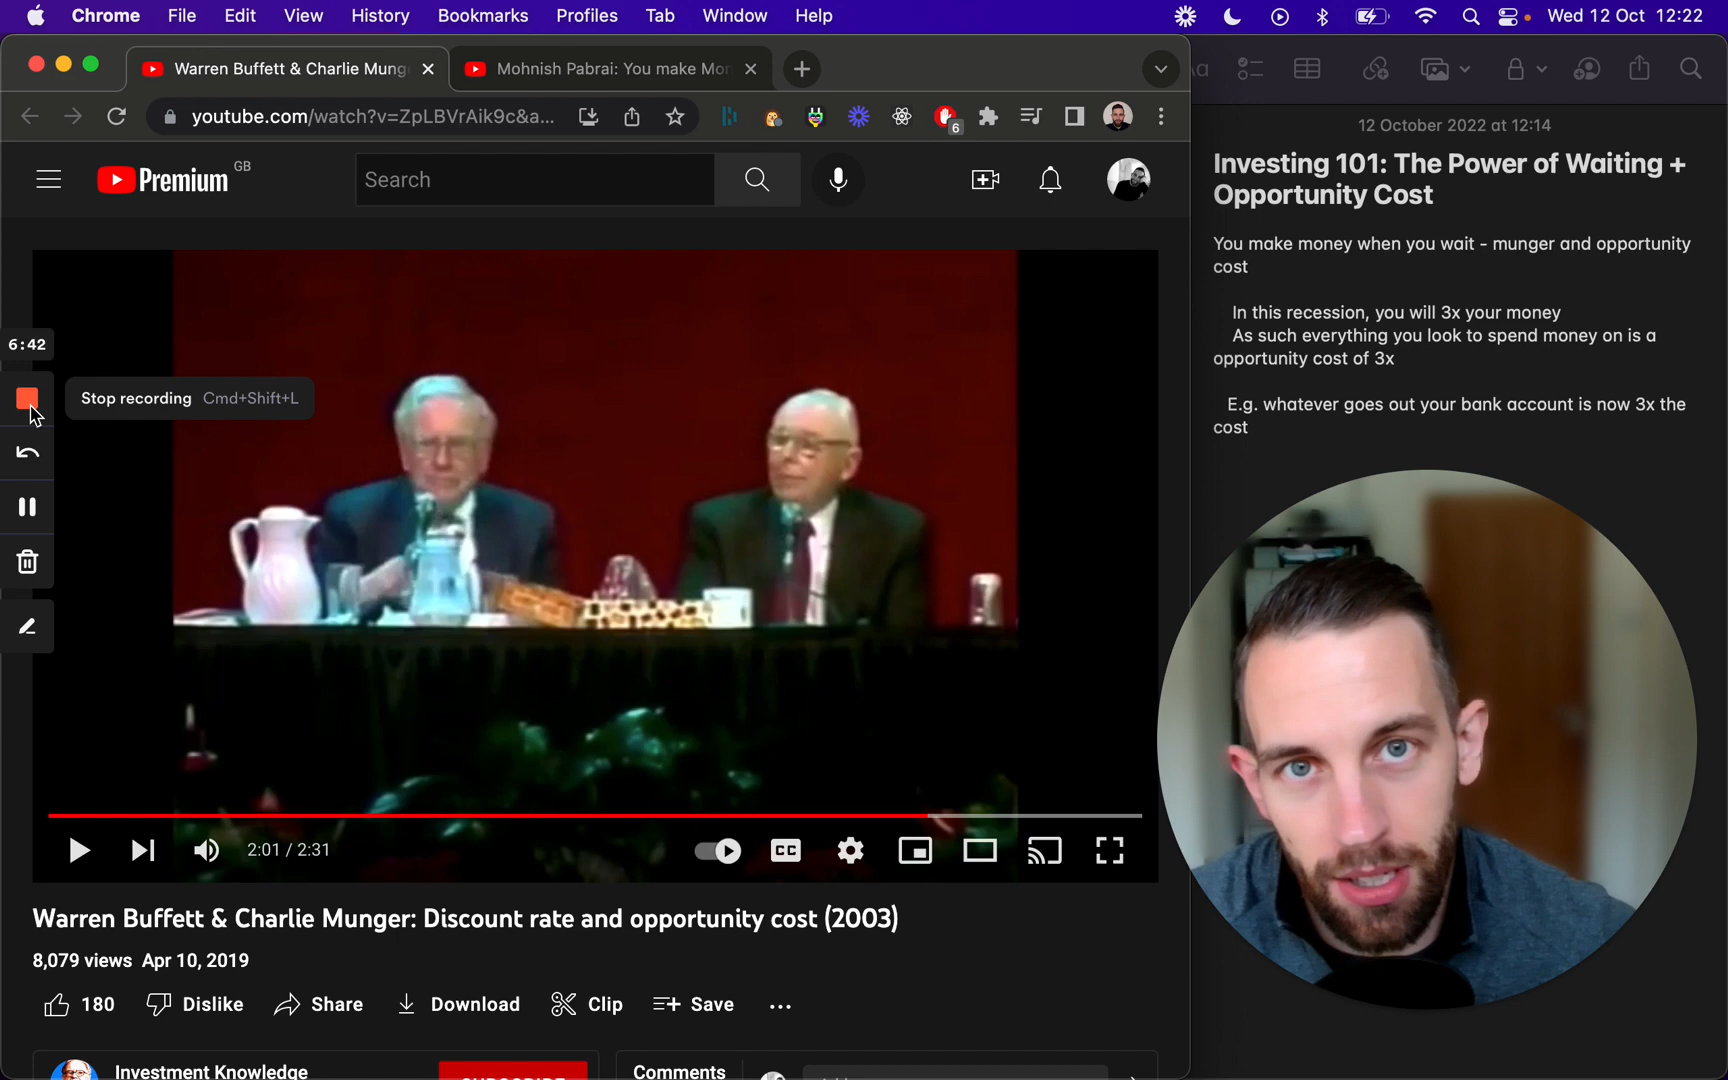 Chrome File Edit View History Bookmarks Profiles Tab Window Help Wed 12 Oct 12:22
Warren Buffett & Charlie Mung
Mohnish Pabrai: You make Mo
youtube.com/watch?v=ZpLBVrAik9c&a...
6
Premium GB
Search
6:42
Stop recording Cmd+Shift+L
2:01 / 2:31
CC
Warren Buffett & Charlie Munger: Discount rate and opportunity cost (2003)
8,079 views Apr 10, 2019
180 Dislike Share Download Clip Save ...
Investment Knowledge
Comments
12 October 2022 at 12:14
Investing 101: The Power of Waiting +
Opportunity Cost
You make money when you wait - munger and opportunity
cost
In this recession, you will 3x your money
As such everything you look to spend money on is a
opportunity cost of 3x
E.g. whatever goes out your bank account is now 3x the
cost